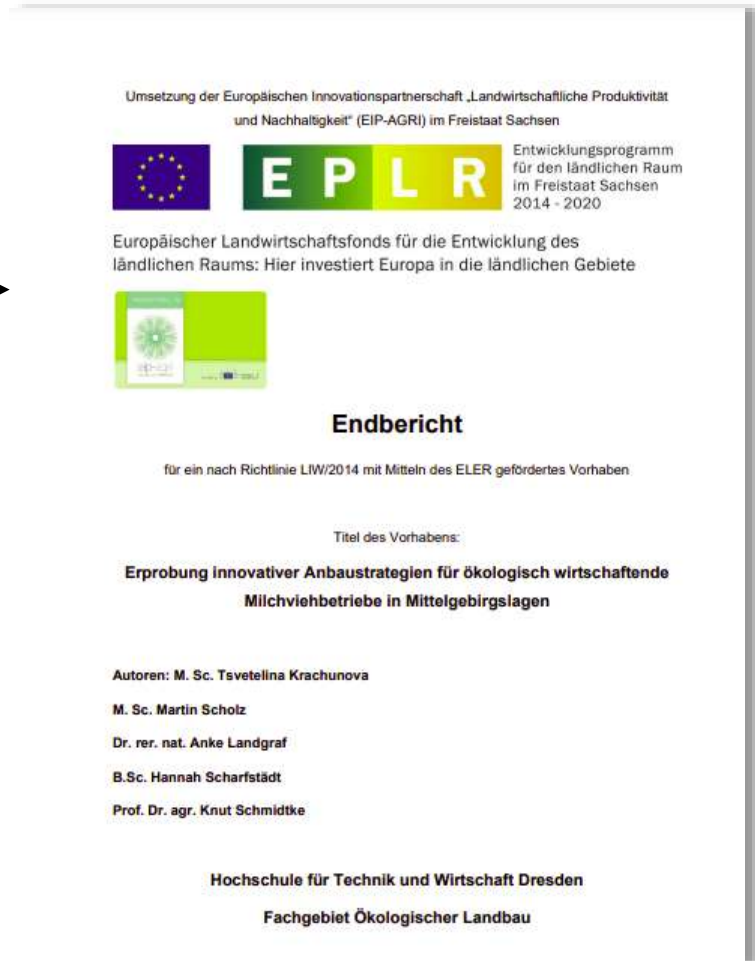 Umsetzung der Europäischen Innovationspartnerschaft „Landwirtschaftliche Produktivität
und Nachhaltigkeit“ (EIP-AGRI) im Freistaat Sachsen
EPLR
Entwicklungsprogramm
für den ländlichen Raum
im Freistaat Sachsen
2014 - 2020
Europäischer Landwirtschaftsfonds für die Entwicklung des
ländlichen Raums: Hier investiert Europa in die ländlichen Gebiete
Endbericht
für ein nach Richtlinie LIW/2014 mit Mitteln des ELER gefördertes Vorhaben
Titel des Vorhabens:
Erprobung innovativer Anbaustrategien für ökologisch wirtschaftende
Milchviehbetriebe in Mittelgebirgslagen
Autoren: M. Sc. Tsvetelina Krachunova
M. Sc. Martin Scholz
Dr. rer. nat. Anke Landgraf
B.Sc. Hannah Scharfstädt
Prof. Dr. agr. Knut Schmidtke
Hochschule für Technik und Wirtschaft Dresden
Fachgebiet Ökologischer Landbau